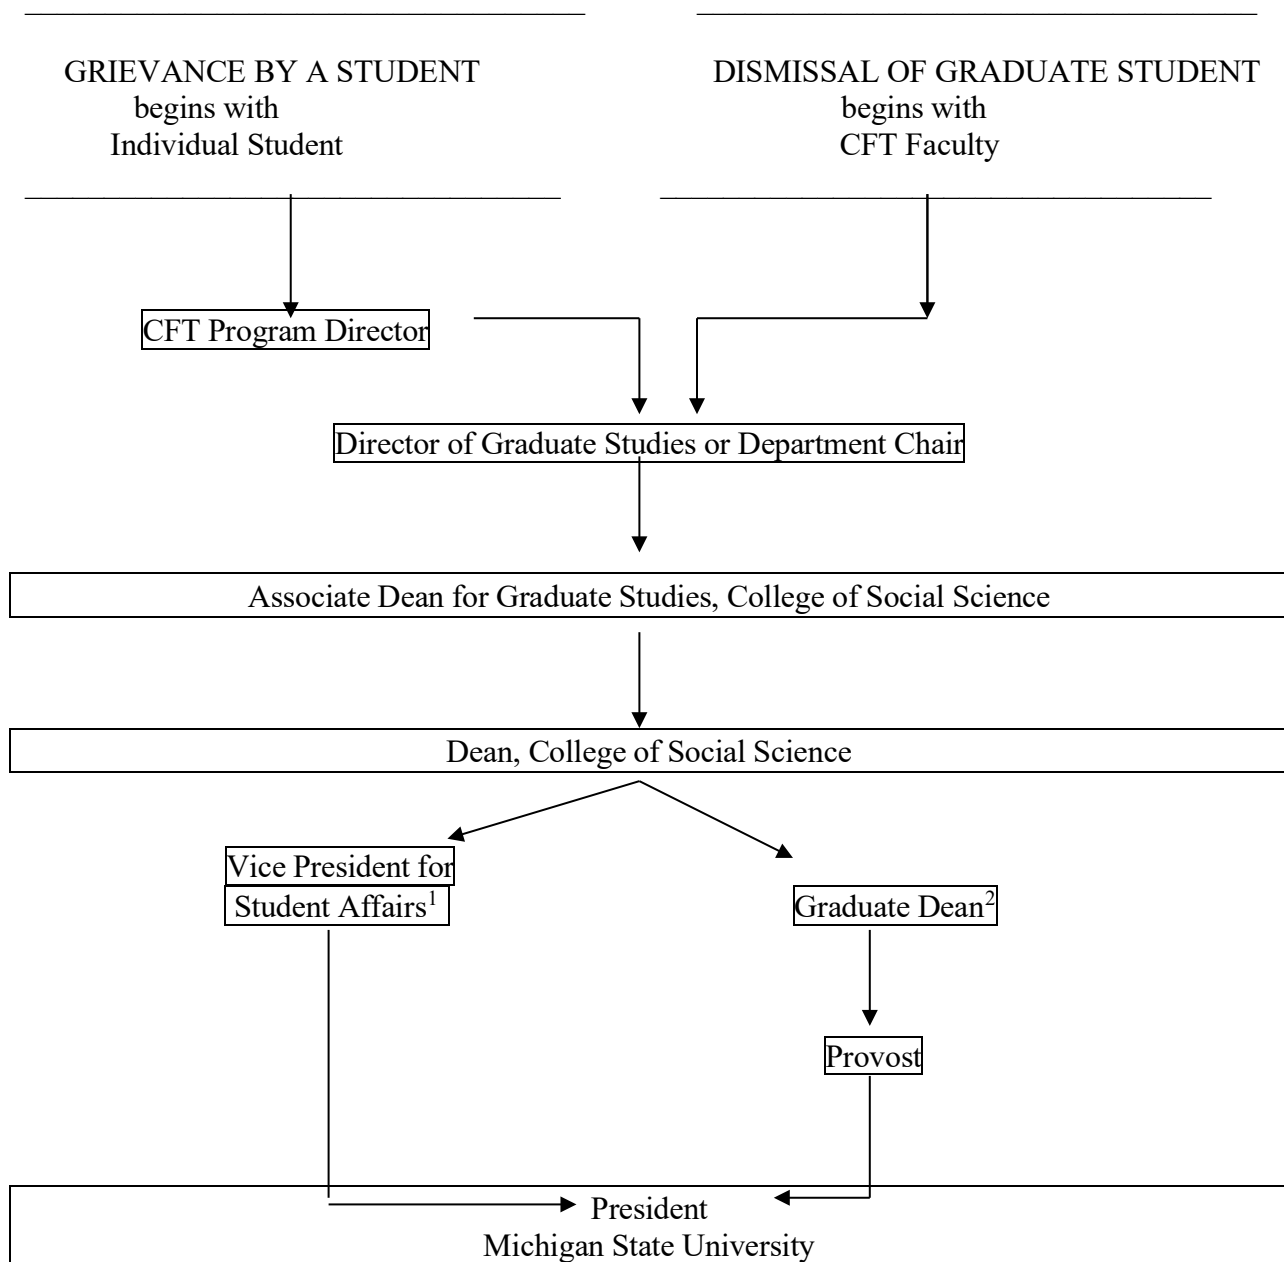 GRIEVANCE BY A STUDENT
begins with
Individual Student
DISMISSAL OF GRADUATE STUDENT
begins with
CFT Faculty
CFT Program Director
Director of Graduate Studies or Department Chair
Associate Dean for Graduate Studies, College of Social Science
Dean, College of Social Science
Vice President for
Student Affairs¹
Graduate Dean²
Provost
President
Michigan State University